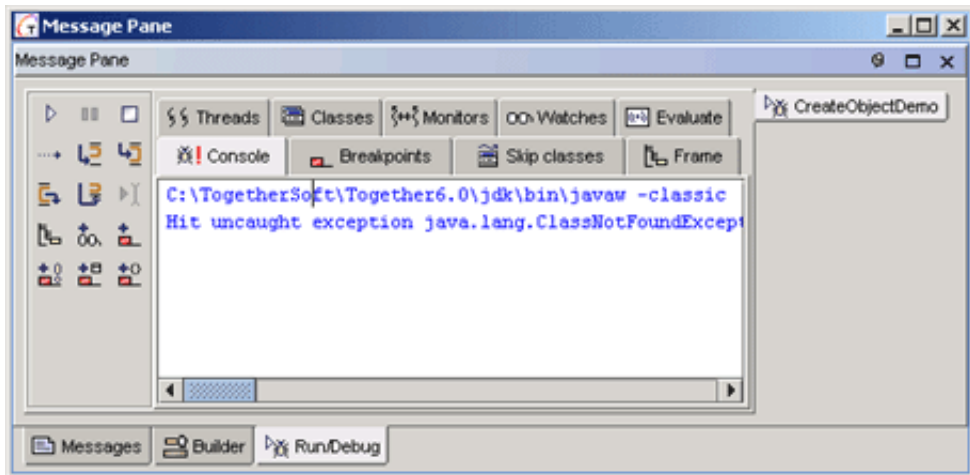 Message Pane
Message Pane
Threads Classes Monitors Watches Evaluate
CreateObjectDemo
Console Breakpoints Skip classes Frame
C:\TogetherSoft\Together6.0\jdk\bin\javaw -classic
Hit uncaught exception java.lang.ClassNotFoundExcept
Messages Builder Run/Debug